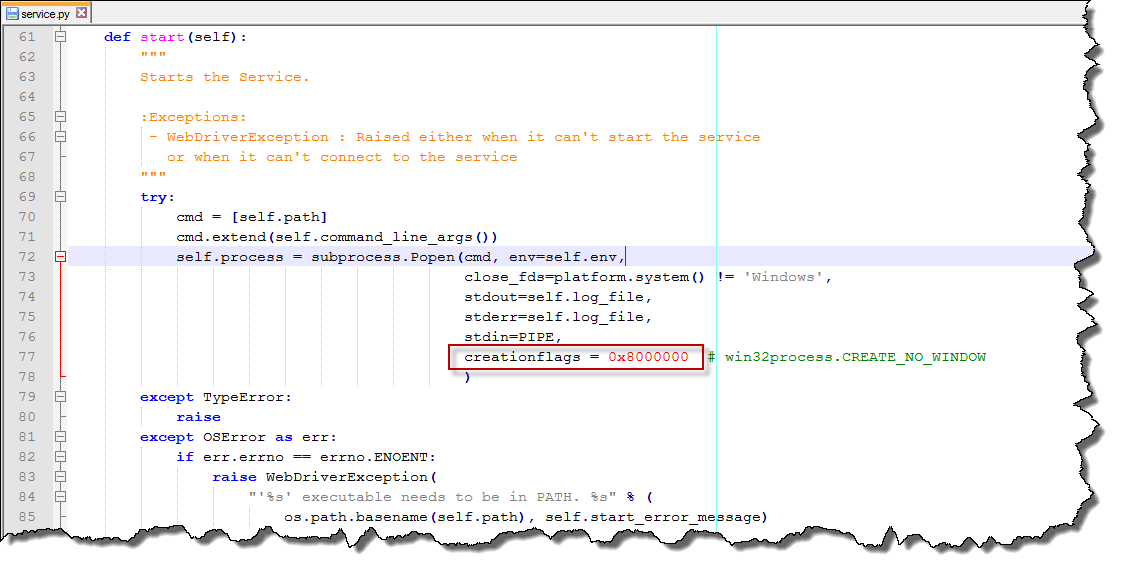 service.py
61 def start(self):
62 """
63 Starts the Service.
64
65 :Exceptions:
66 - WebDriverException : Raised either when it can't start the service
67 or when it can't connect to the service
68 """
69 try:
70 cmd = [self.path]
71 cmd.extend(self.command_line_args())
72 self.process = subprocess.Popen(cmd, env=self.env,
73 close_fds=platform.system() != 'Windows',
74 stdout=self.log_file,
75 stderr=self.log_file,
76 stdin=PIPE,
77 creationflags = 0x8000000 # win32process.CREATE_NO_WINDOW
78 )
79 except TypeError:
80 raise
81 except OSError as err:
82 if err.errno == errno.ENOENT:
83 raise WebDriverException(
84 "'%s' executable needs to be in PATH. %s" % (
85 os.path.basename(self.path), self.start_error_message)